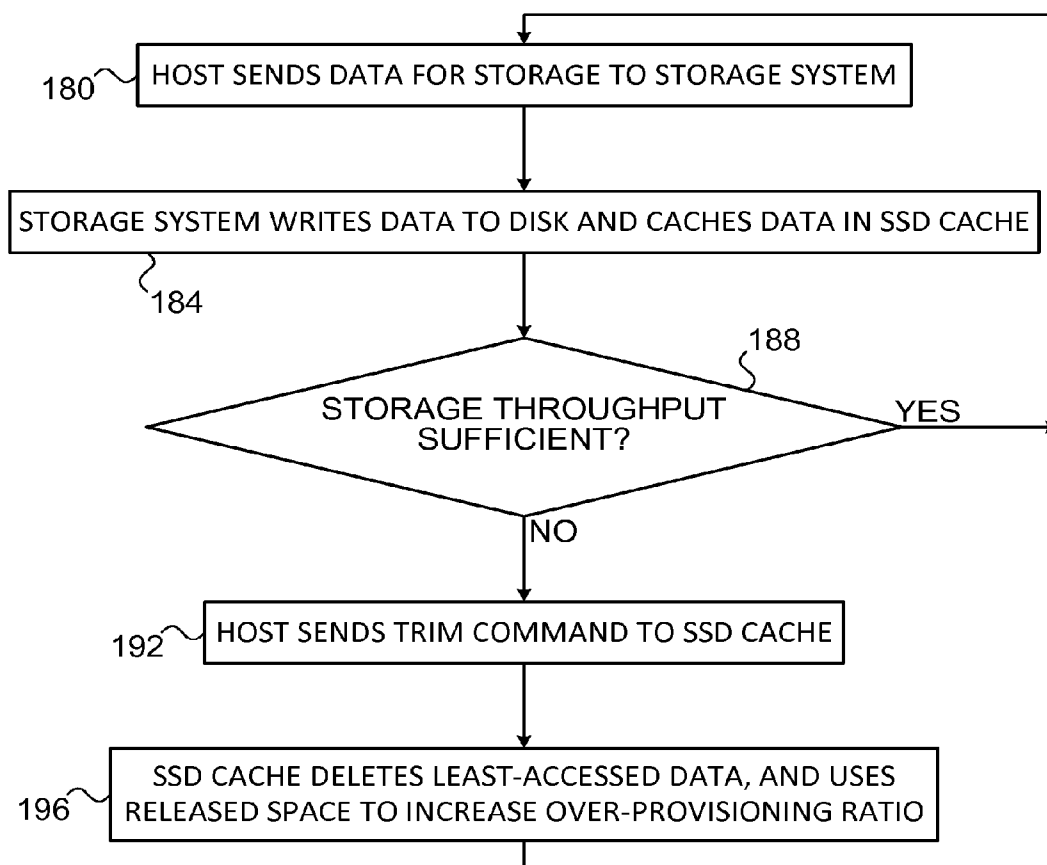 HOST SENDS DATA FOR STORAGE TO STORAGE SYSTEM
180
STORAGE SYSTEM WRITES DATA TO DISK AND CACHES DATA IN SSD CACHE
184
188
STORAGE THROUGHPUT
SUFFICIENT?
YES
NO
HOST SENDS TRIM COMMAND TO SSD CACHE
192
SSD CACHE DELETES LEAST-ACCESSED DATA, AND USES
RELEASED SPACE TO INCREASE OVER-PROVISIONING RATIO
196